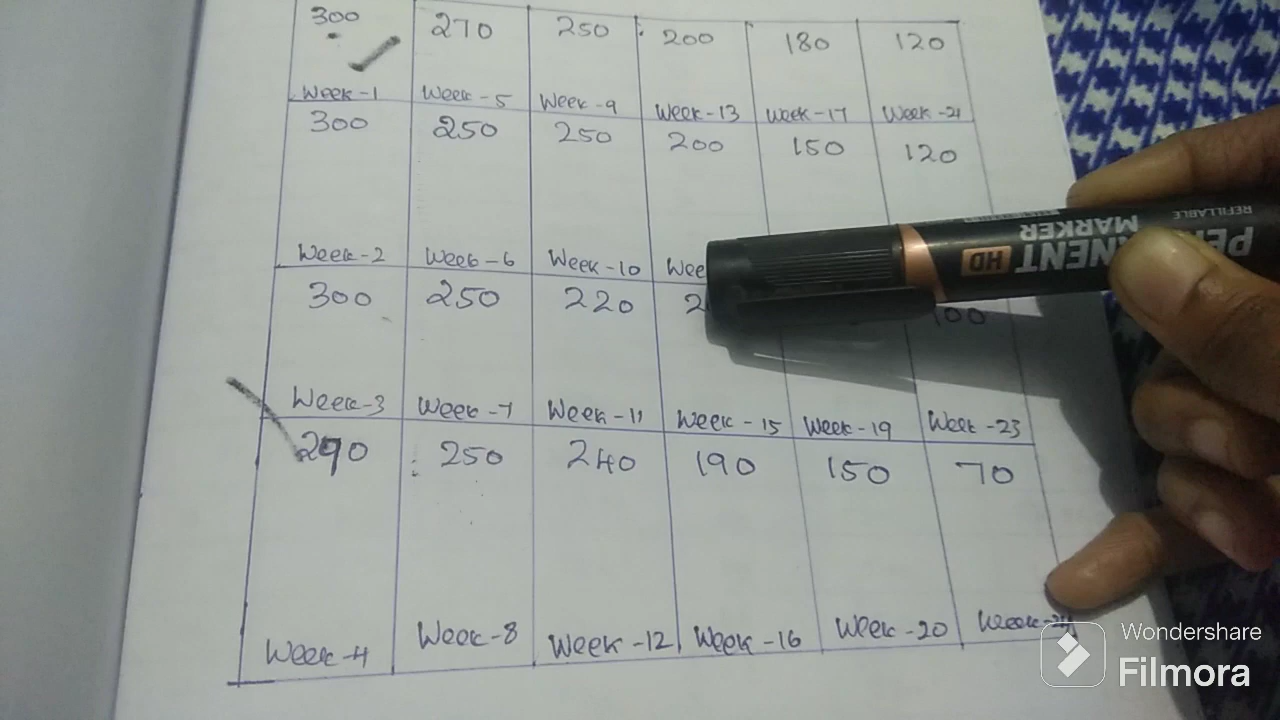 300 270 250 200 180 120
Week-1 Week-5 Week-9 Week-13 Week-17 Week-21
300 250 250 200 150 120
Week-2 Week-6 Week-10
300 250 220 100
Week-3 Week-7 Week-11 Week-15 Week-19 Week-23
290 250 240 190 150 70
Week-4 Week-8 Week-12 Week-16 Week-20 Week-24
REFILLABLE
MARKER
HD
Wondershare
Filmora